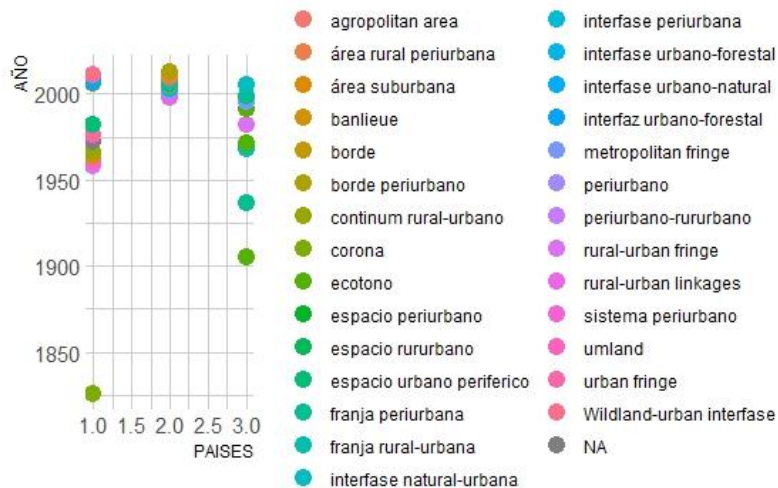 AÑO
2000
1950
1900
1850
1.0 1.5 2.0 2.5 3.0
PAISES
agropolitan area
área rural periurbana
área suburbana
banlieue
borde
borde periurbano
continum rural-urbano
corona
ecotono
espacio periurbano
espacio rururbano
espacio urbano periferico
franja periurbana
franja rural-urbana
interfase natural-urbana
interfase periurbana
interfase urbano-forestal
interfase urbano-natural
interfaz urbano-forestal
metropolitan fringe
periurbano
periurbano-rururbano
rural-urban fringe
rural-urban linkages
sistema periurbano
umland
urban fringe
Wildland-urban interfase
NA